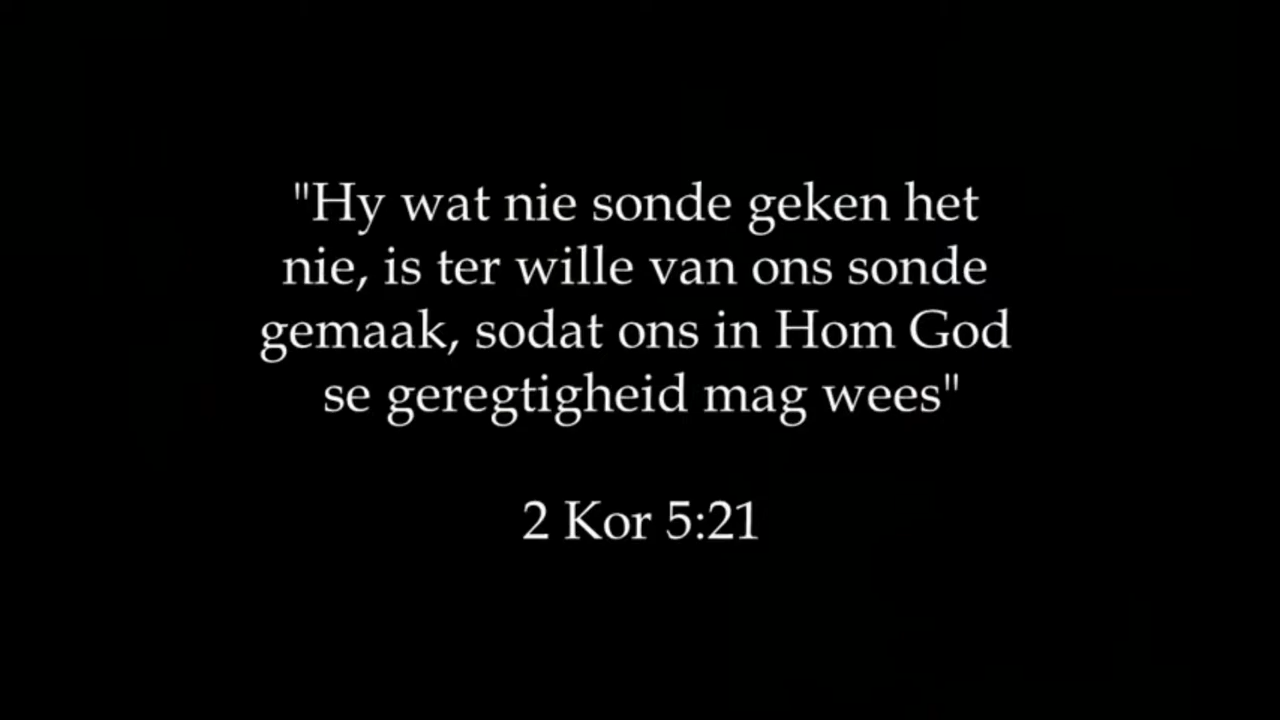 "Hy wat nie sonde geken het
nie, is ter wille van ons sonde
gemaak, sodat ons in Hom God
se geregtigheid mag wees"
2 Kor 5:21